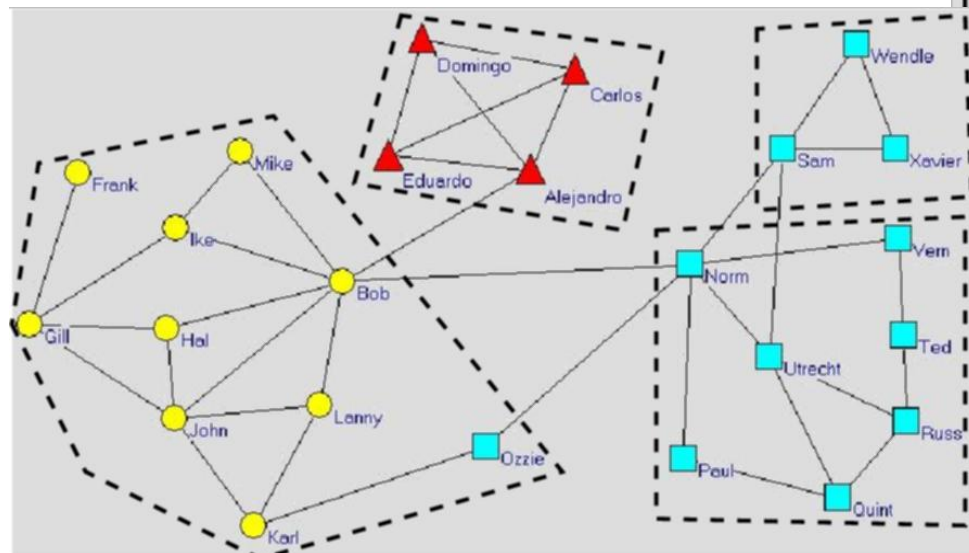 Wendle
Domingo
Carlos
Sam
Xavier
Mike
Eduardo
Frank
Alejandro
Ike
Vern
Norm
Bob
Gill
Hal
Ted
Utrecht
Lanny
John
Russ
Ozzie
Paul
Quint
Karl